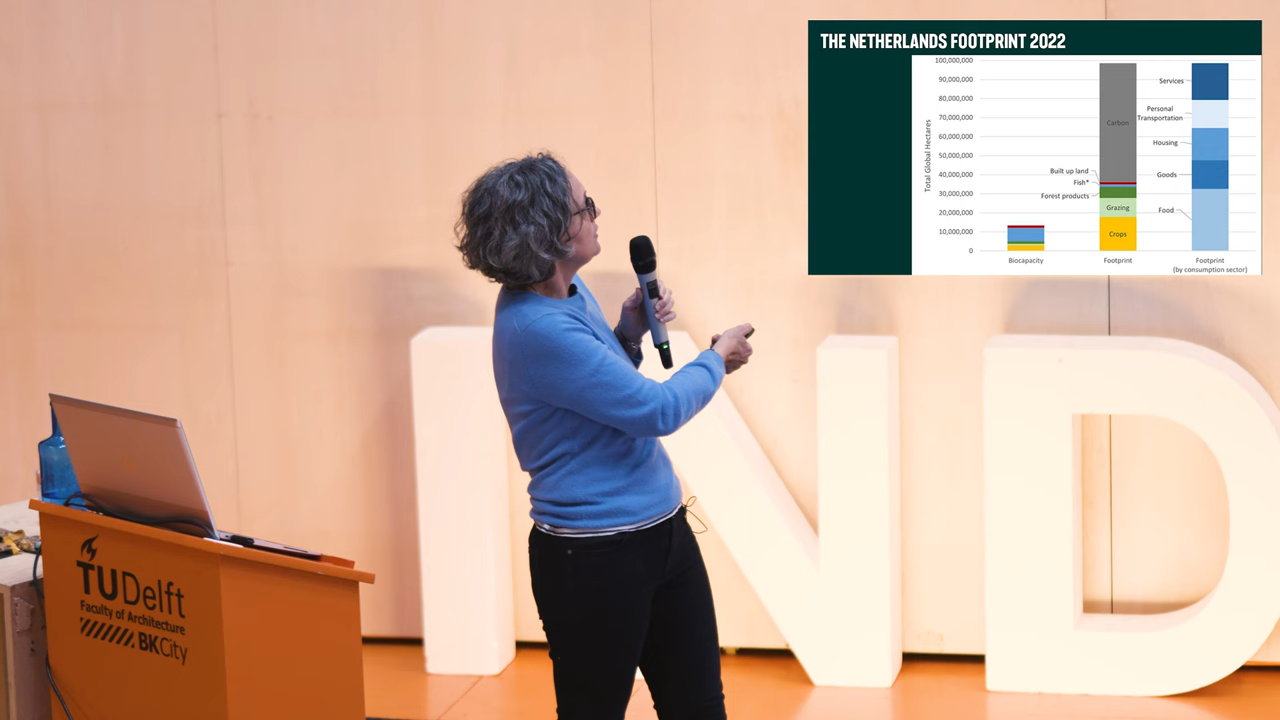 THE NETHERLANDS FOOTPRINT 2022
Total Global Hectares
100,000,000
90,000,000
80,000,000
70,000,000
60,000,000
50,000,000
40,000,000
30,000,000
20,000,000
10,000,000
0
Carbon
Built up land
Fish*
Forest products
Grazing
Crops
Services
Personal
Transportation
Housing
Goods
Food
Biocapacity
Footprint
Footprint
(by consumption sector)
IND
TUDelft
Faculty of Architecture
BKCity